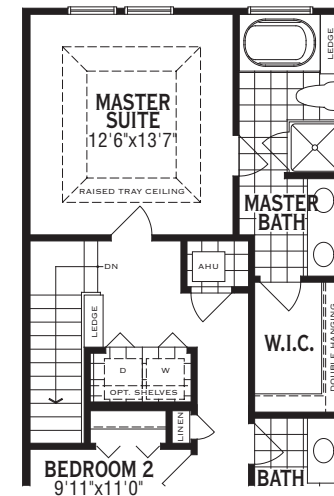 LEDGE
MASTER
SUITE
12'6"x13'7"
RAISED TRAY CEILING
MASTER
BATH
DN
AHU
LEDGE
W.I.C.
DOUBLE HANGING
D
W
OPT. SHELVES
LINEN
BEDROOM 2
9'11"x11'0"
BATH